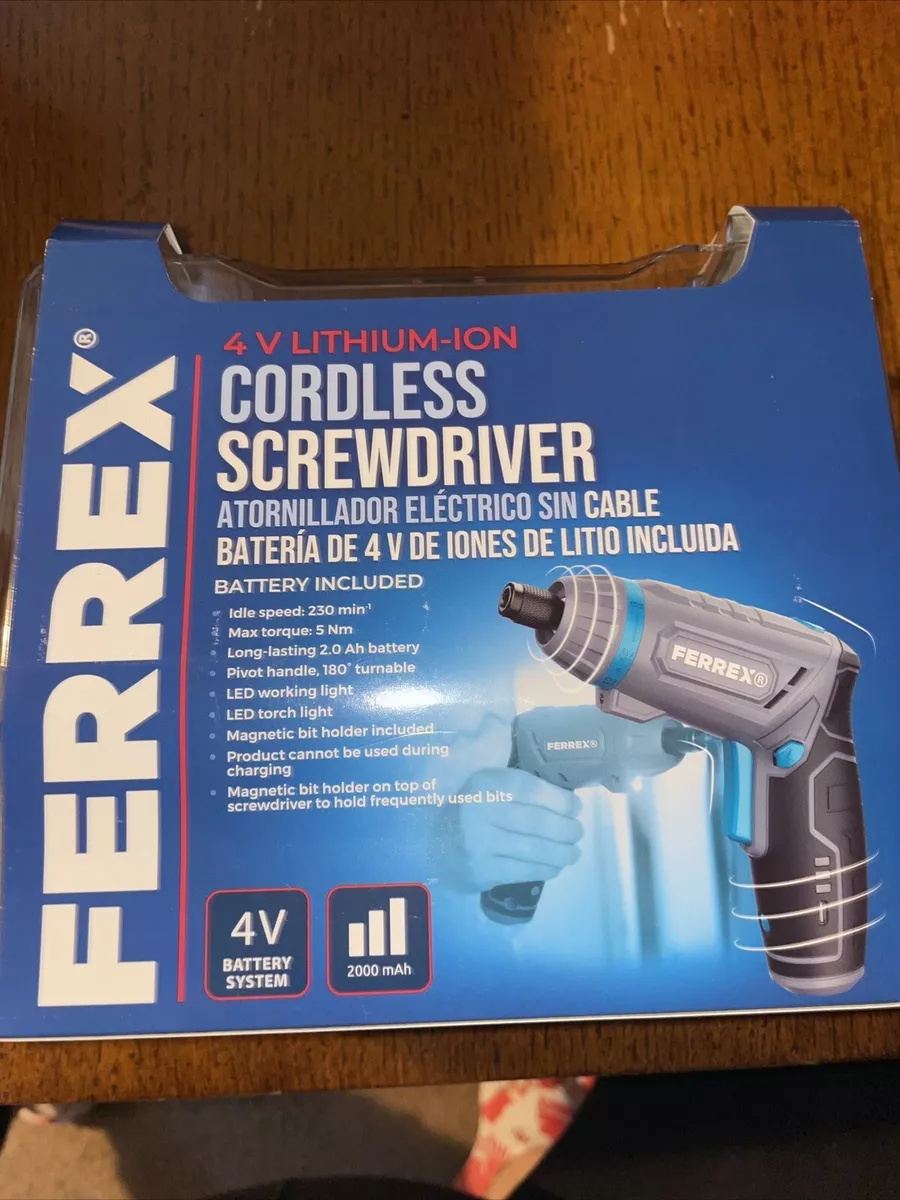 FERREX®
4 V LITHIUM-ION
CORDLESS
SCREWDRIVER
ATORNILLADOR ELÉCTRICO SIN CABLE
BATERÍA DE 4 V DE IONES DE LITIO INCLUIDA
BATTERY INCLUDED
• Idle speed: 230 min⁻¹
• Max torque: 5 Nm
• Long-lasting 2.0 Ah battery
• Pivot handle, 180° turnable
• LED working light
• LED torch light
• Magnetic bit holder included
• Product cannot be used during
charging
• Magnetic bit holder on top of
screwdriver to hold frequently used bits
FERREX®
FERREX®
4V
BATTERY
SYSTEM
2000 mAh